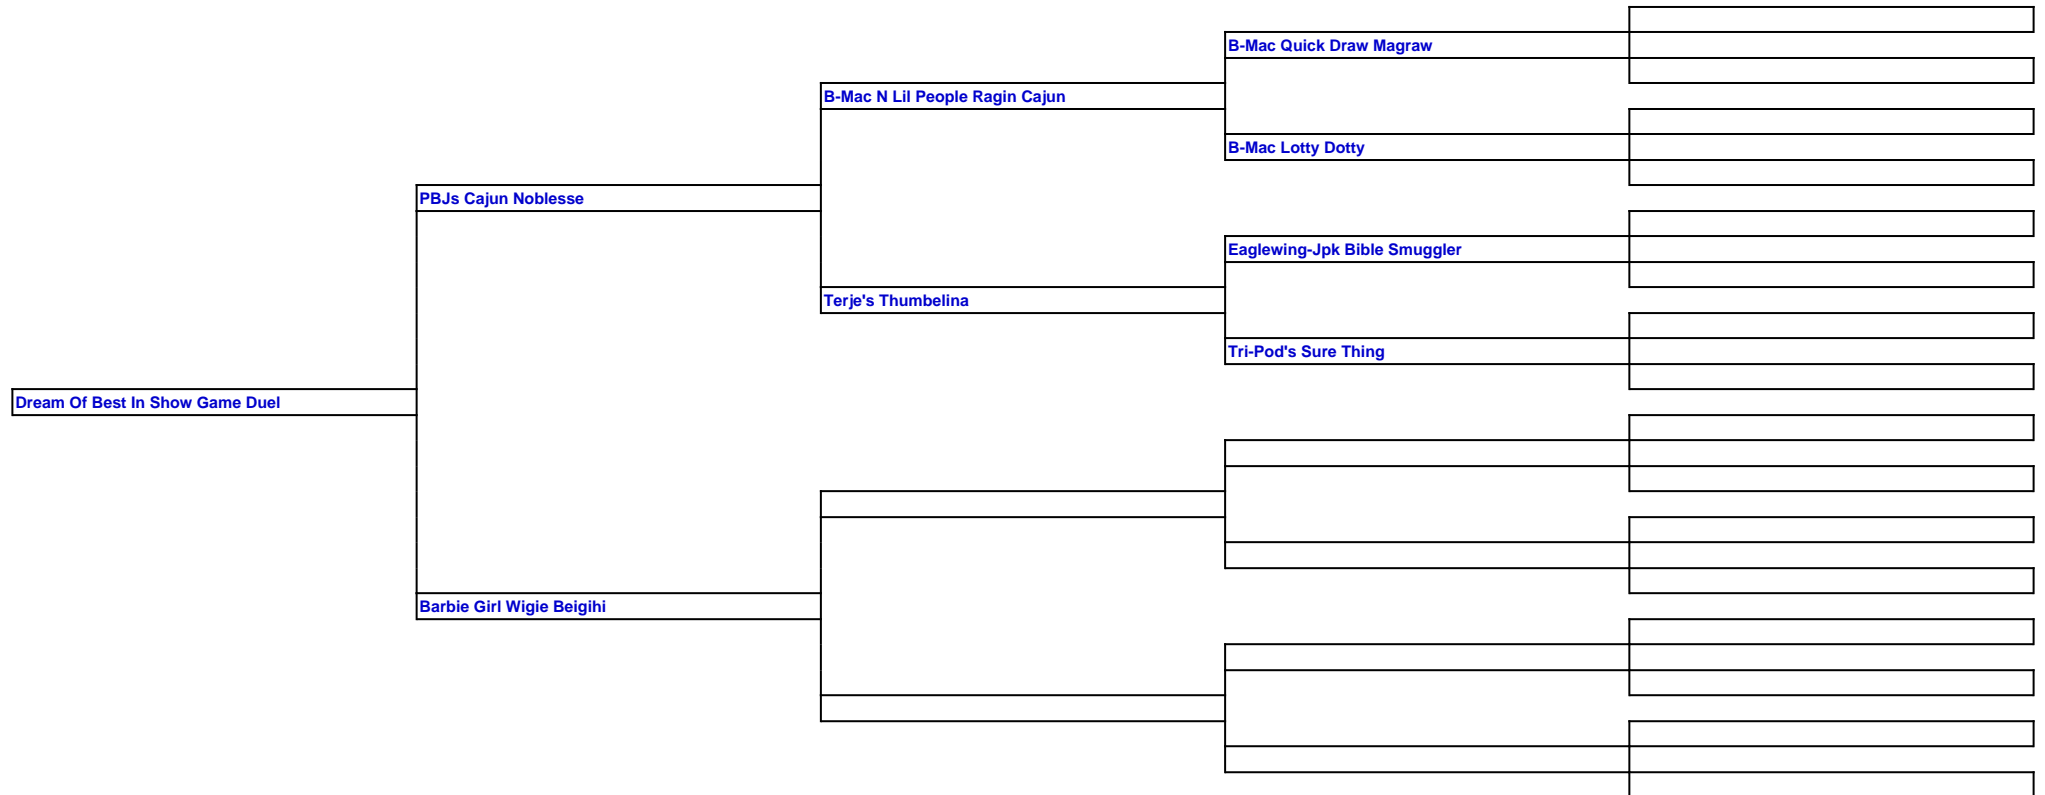 B-Mac Quick Draw Magraw
B-Mac N Lil People Ragin Cajun
B-Mac Lotty Dotty
PBJs Cajun Noblesse
Eaglewing-Jpk Bible Smuggler
Terje's Thumbelina
Tri-Pod's Sure Thing
Dream Of Best In Show Game Duel
Barbie Girl Wigie Beigihi